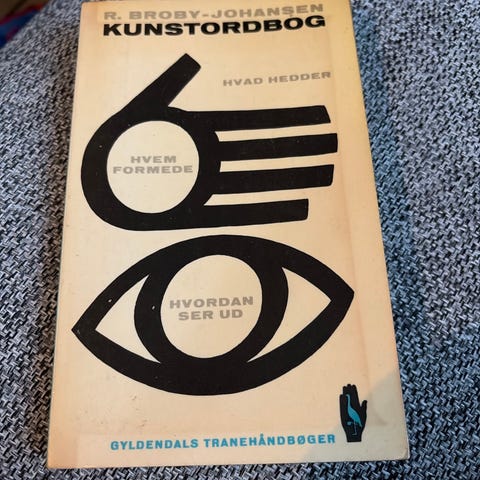 R. BROBY-JOHANSEN
KUNSTORDBOG
HVAD HEDDER
HVEM
FORMEDE
HVORDAN
SER UD
GYLDENDALS TRANEHÅNDBØGER